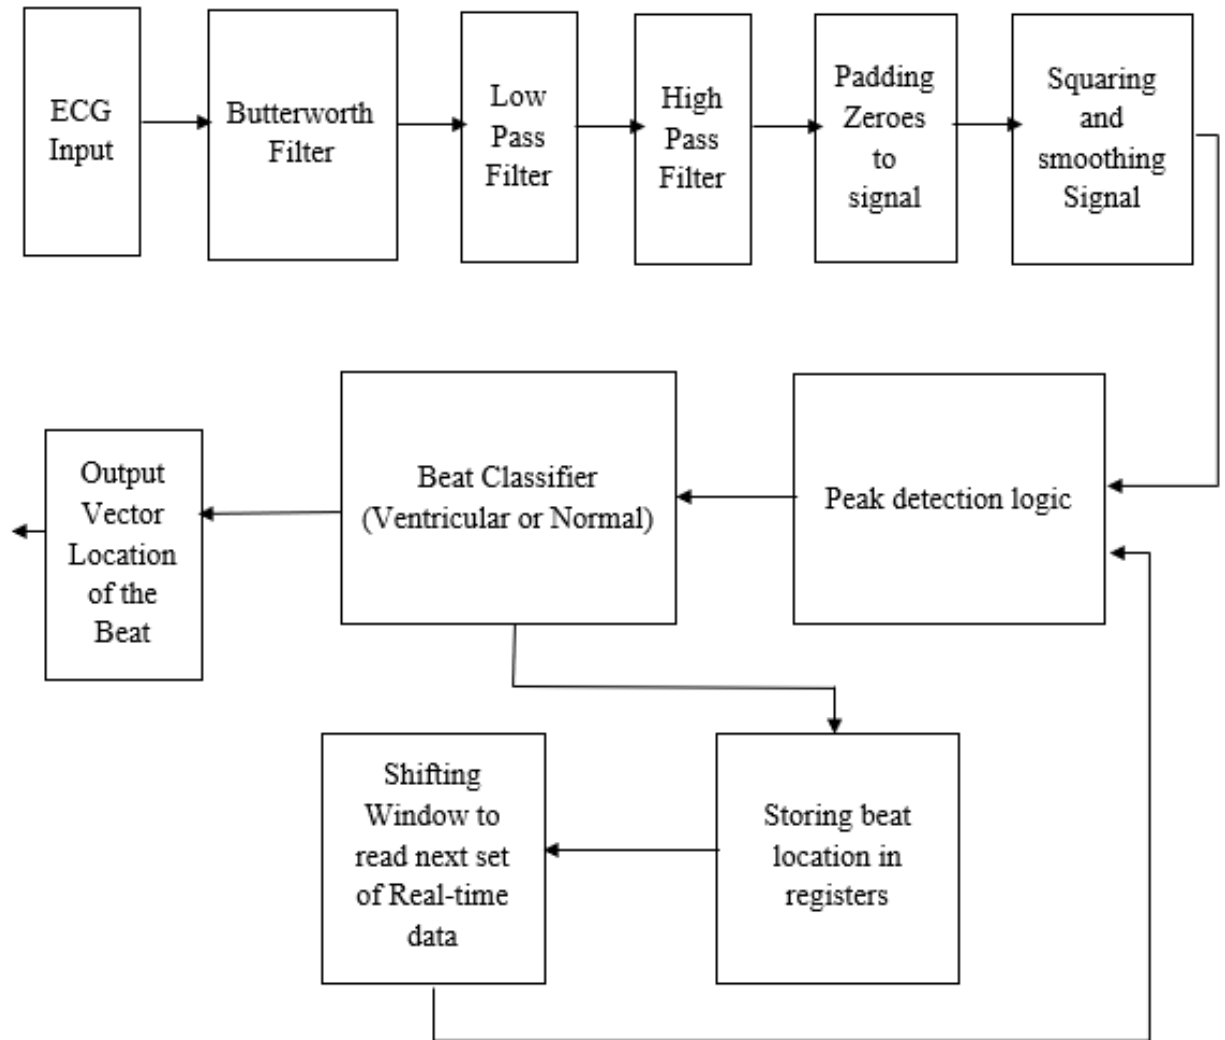 ECG
Input
Butterworth
Filter
Low
Pass
Filter
High
Pass
Filter
Padding
Zeroes
to
signal
Squaring
and
smoothing
Signal
Output
Vector
Location
of the
Beat
Beat Classifier
(Ventricular or Normal)
Peak detection logic
Shifting
Window to
read next set
of Real-time
data
Storing beat
location in
registers